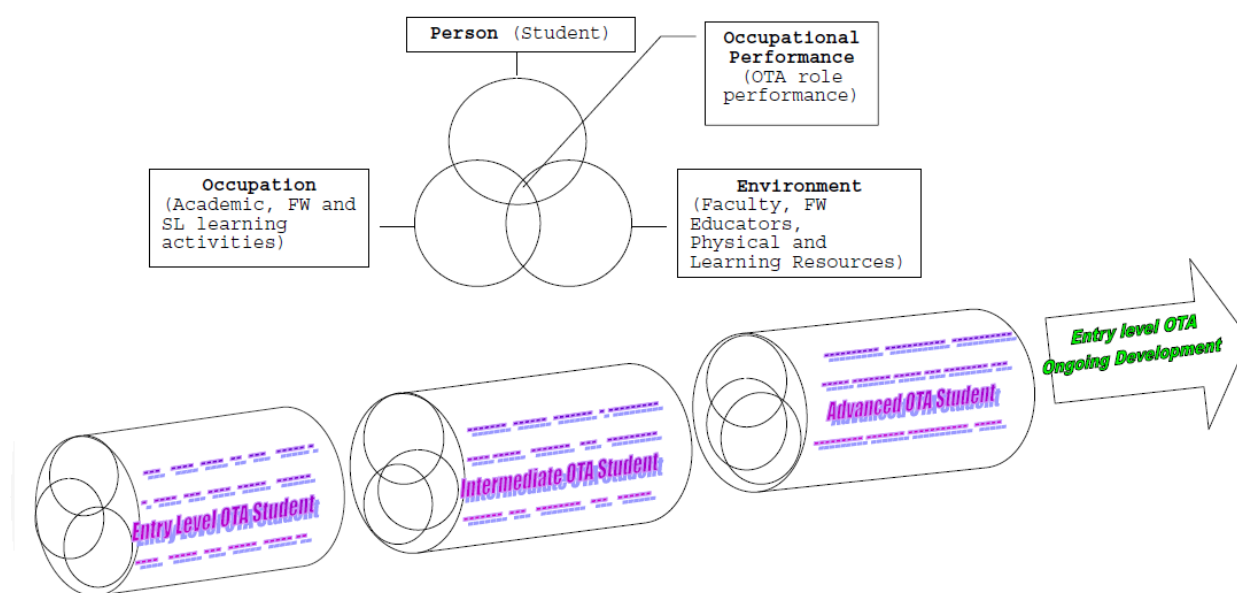 Person (Student)
Occupational
Performance
(OTA role
performance)
Occupation
(Academic, FW and
SL learning
activities)
Environment
(Faculty, FW
Educators,
Physical and
Learning Resources)
Entry level OTA
Ongoing Development
Advanced OTA Student
Intermediate OTA Student
Entry Level OTA Student